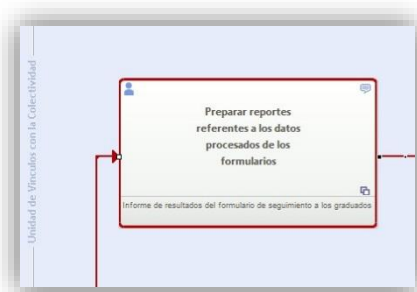 Unidad de Vinculos con la Colectividad
Preparar reportes
referentes a los datos
procesados de los
formularios
Informe de resultados del formulario de seguimiento a los graduados